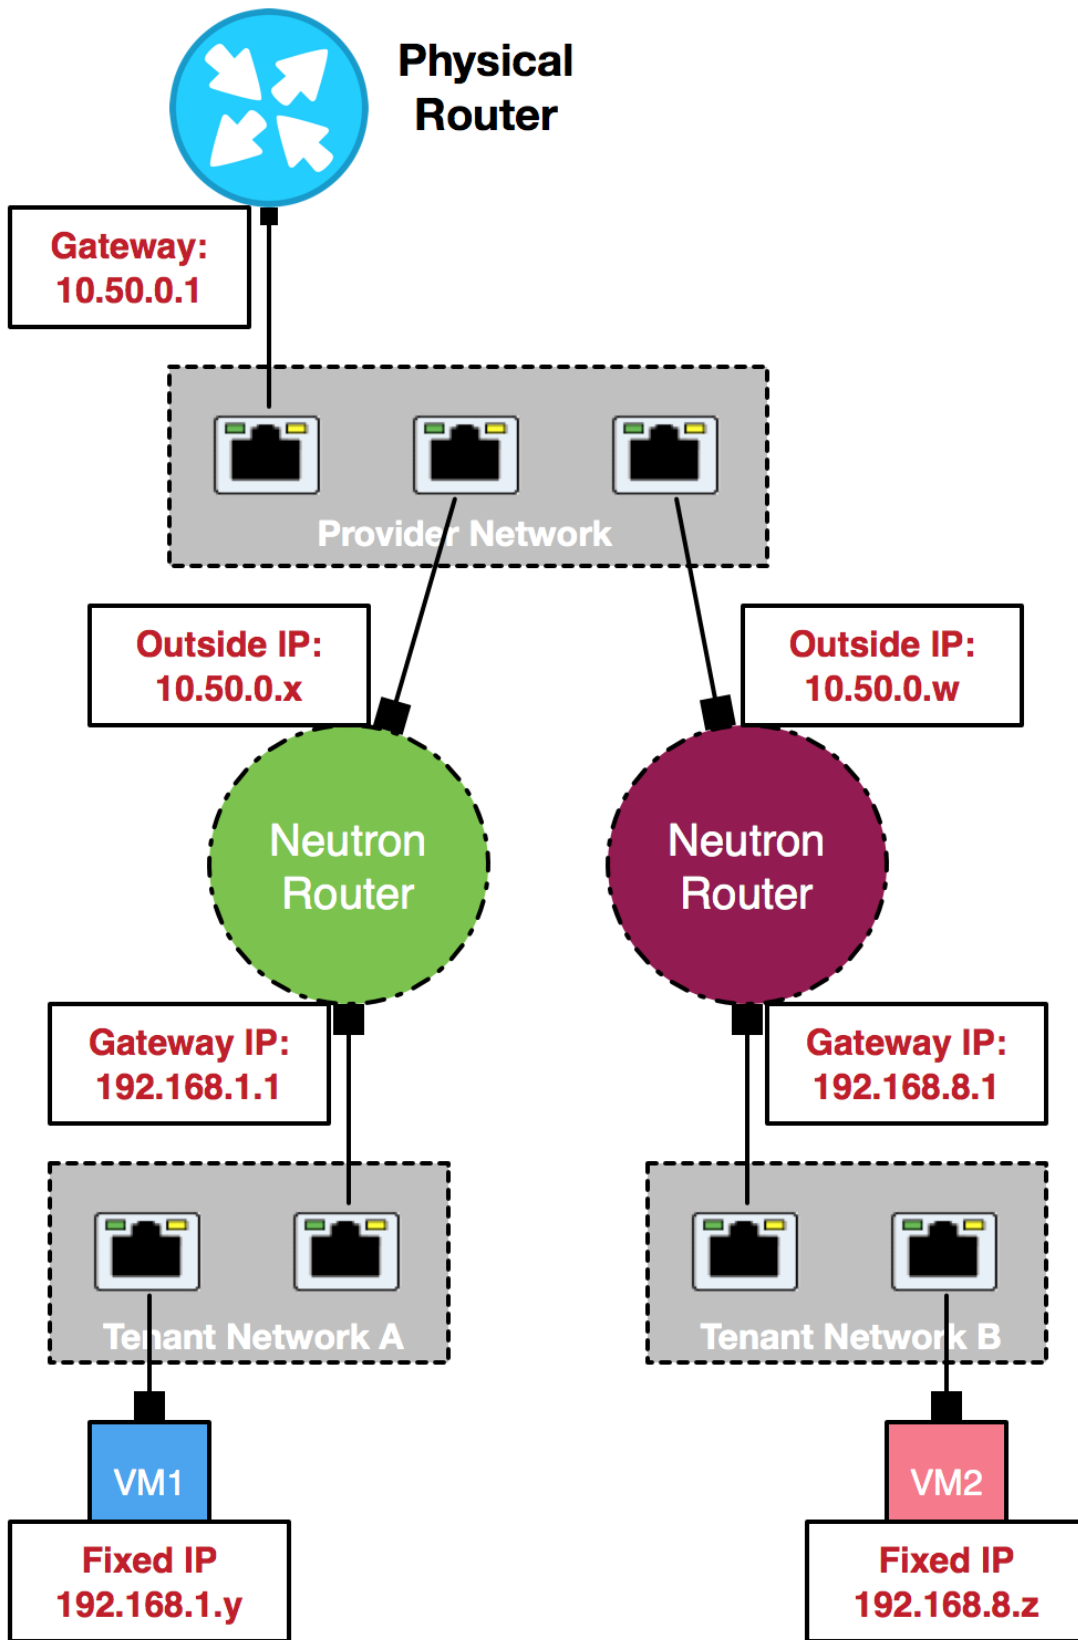 Physical
Router
Gateway:
10.50.0.1
Provider Network
Outside IP:
10.50.0.x
Outside IP:
10.50.0.w
Neutron
Router
Neutron
Router
Gateway IP:
192.168.1.1
Gateway IP:
192.168.8.1
Tenant Network A
Tenant Network B
VM1
VM2
Fixed IP
192.168.1.y
Fixed IP
192.168.8.z